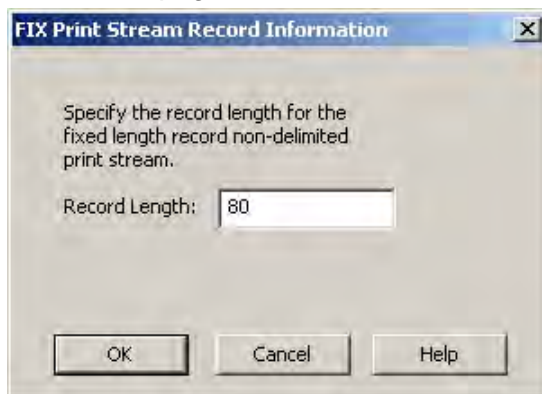 FIX Print Stream Record Information
Specify the record length for the
fixed length record non-delimited
print stream.
Record Length: 80
OK Cancel Help